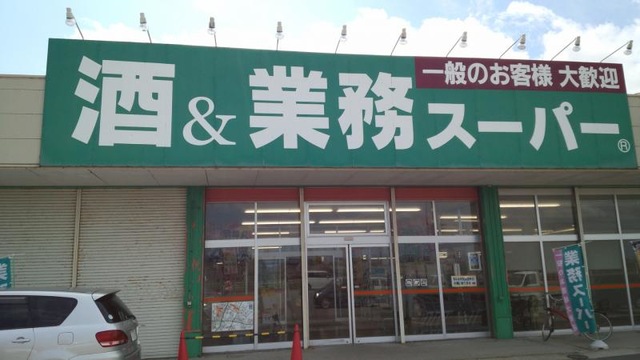 一般のお客様 大歓迎
酒&業務スーパー®
業務スーパー